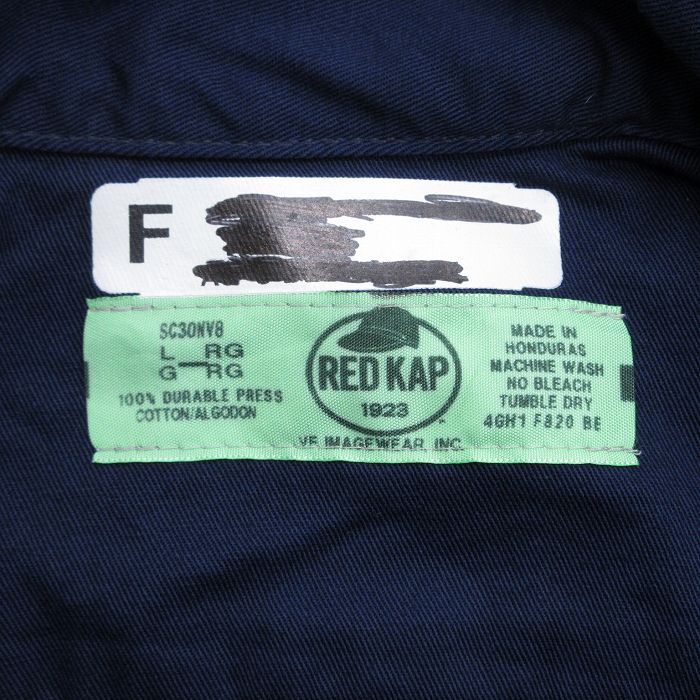 F
SC30NV8
L — RG
G — RG
100% DURABLE PRESS
COTTON/ALGODON
RED KAP
1923
VF IMAGEWEAR, INC.
MADE IN
HONDURAS
MACHINE WASH
NO BLEACH
TUMBLE DRY
4GH1 F820 BE